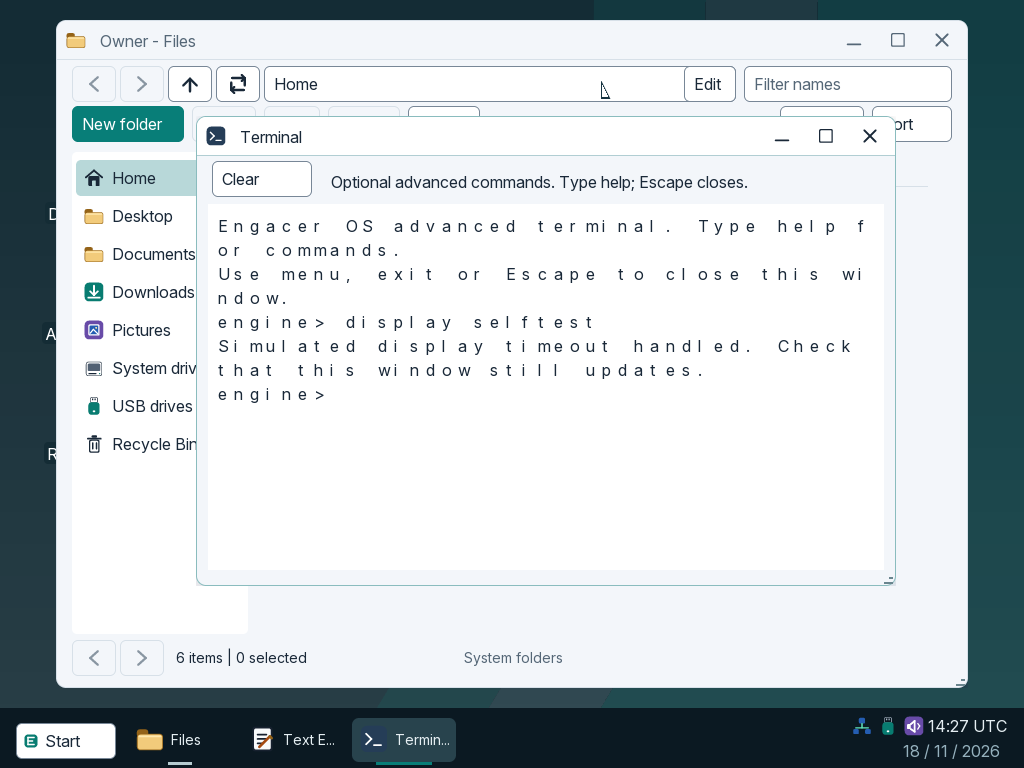 Owner - Files
Home
Edit
Filter names
New folder
ort
Terminal
Clear
Optional advanced commands. Type help; Escape closes.
Home
Desktop
Documents
Downloads
Pictures
System driv
USB drives
Recycle Bin
Engacer OS advanced terminal. Type help f
or commands.
Use menu, exit or Escape to close this wi
ndow.
engine> display selftest
Simulated display timeout handled. Check
that this window still updates.
engine>
D
A
R
6 items | 0 selected
System folders
Start
Files
Text E...
Termin...
14:27 UTC
18 / 11 / 2026